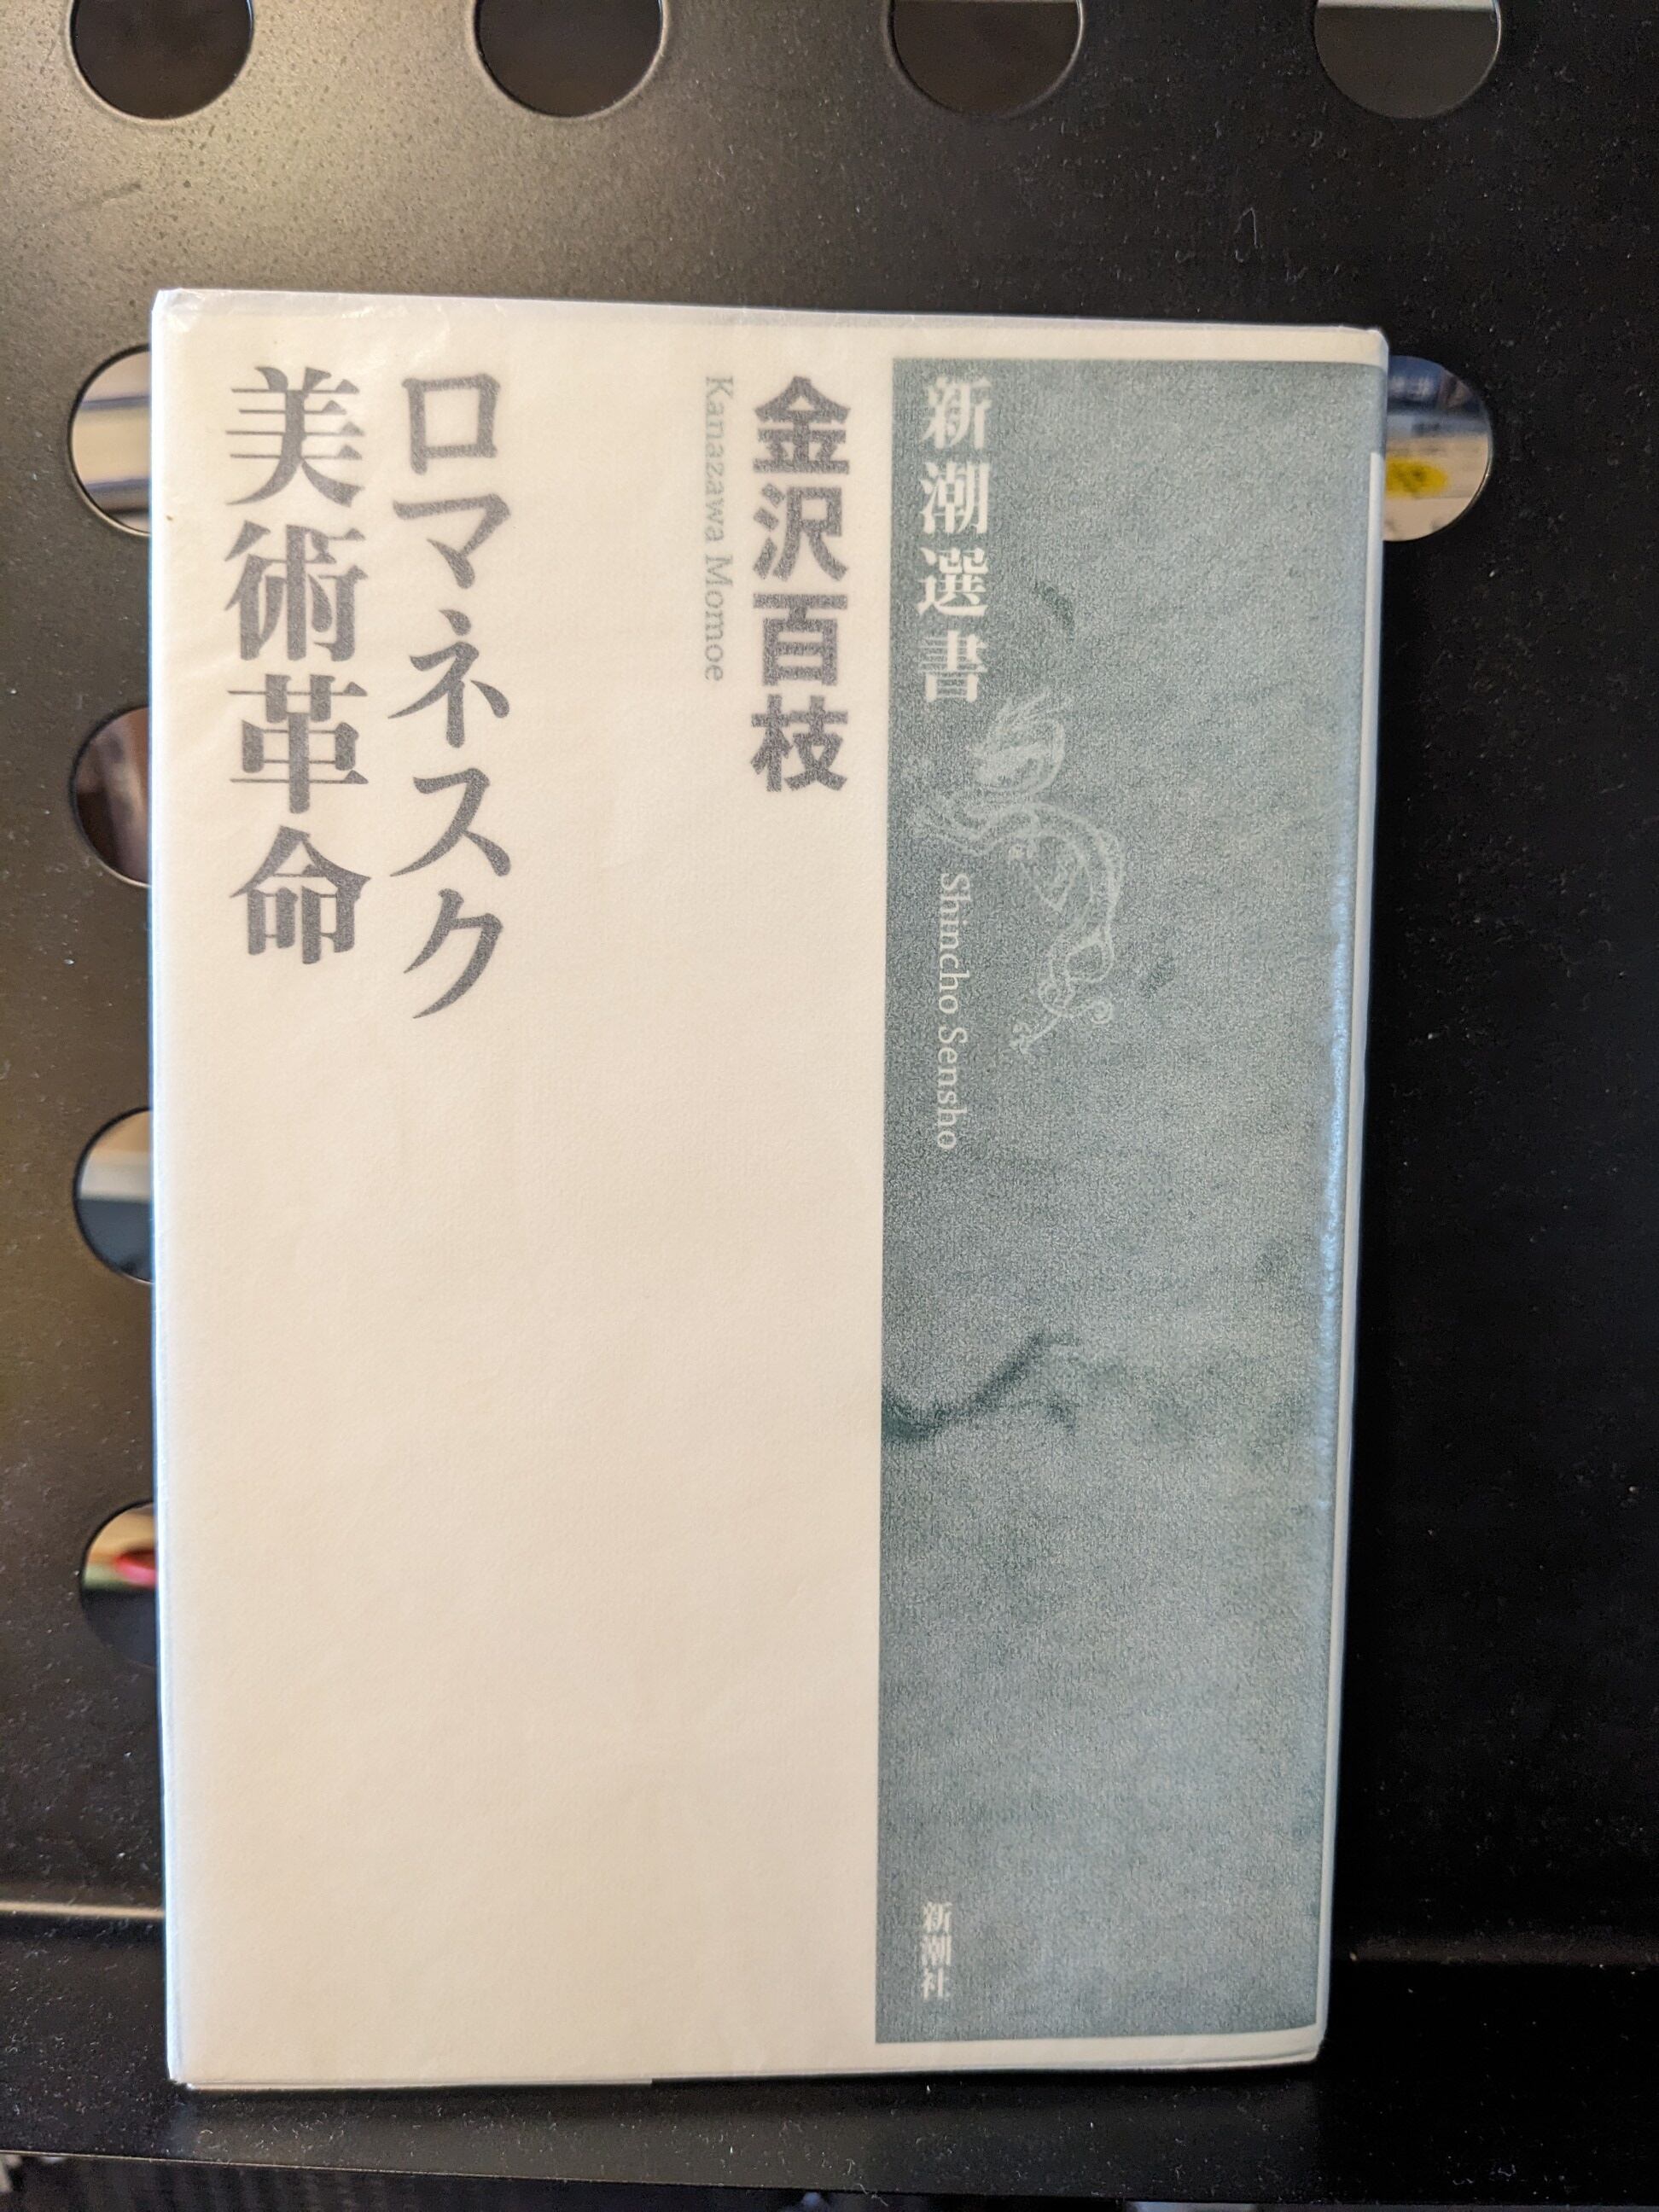 新潮選書
Shincho Sensho
新潮社
金沢百枝
Kanazawa Momoe
ロマネスク
美術革命